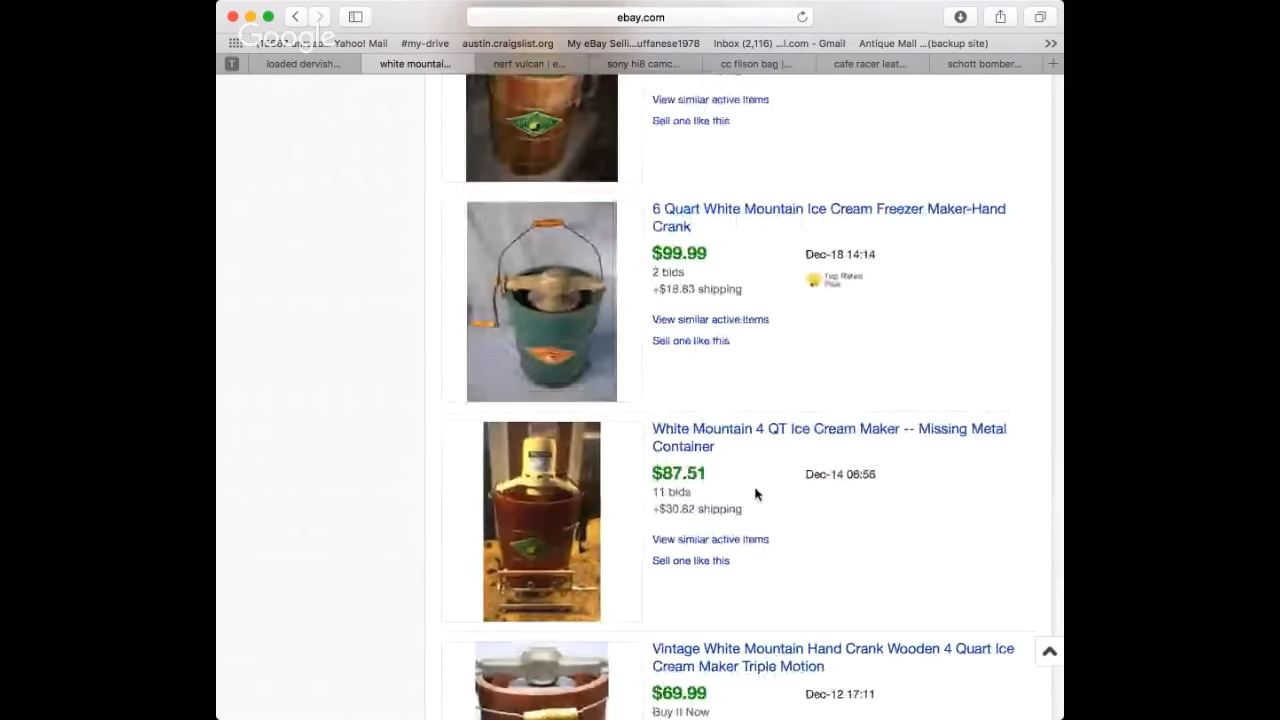 ebay.com
Google
Yahoo! Mail
#my-drive
austin.craigslist.org
My eBay Selli...uffanese1978
Inbox (2,116) ...l.com - Gmail
Antique Mall ...(backup site)
T
loaded dervish...
white mountai...
nerf vulcan | e...
sony hi8 camc...
cc filson bag |...
cafe racer leat...
schott bomber...
View similar active items
Sell one like this
6 Quart White Mountain Ice Cream Freezer Maker-Hand
Crank
$99.99
Dec-18 14:14
2 bids
Top Rated
Plus
+$18.83 shipping
View similar active items
Sell one like this
White Mountain 4 QT Ice Cream Maker -- Missing Metal
Container
$87.51
Dec-14 06:56
11 bids
+$30.62 shipping
View similar active items
Sell one like this
Vintage White Mountain Hand Crank Wooden 4 Quart Ice
Cream Maker Triple Motion
$69.99
Dec-12 17:11
Buy It Now